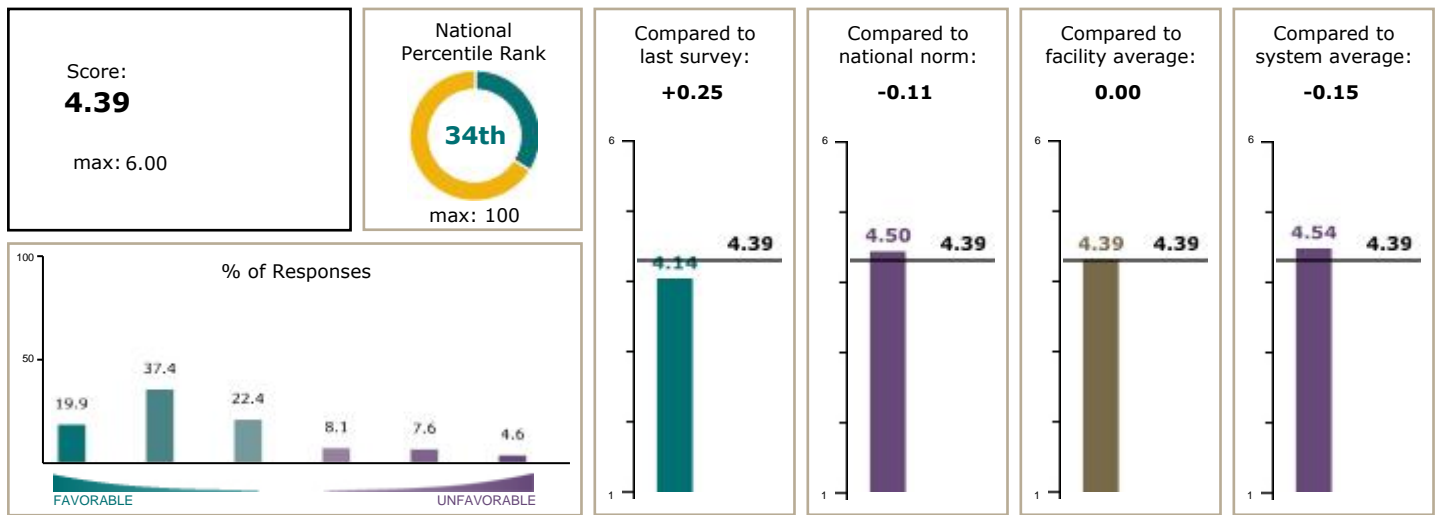 Score:
4.39
max: 6.00
National
Percentile Rank
34th
max: 100
% of Responses
100
50
19.9
37.4
22.4
8.1
7.6
4.6
FAVORABLE
UNFAVORABLE
Compared to
last survey:
+0.25
6
4.39
4.14
1
Compared to
national norm:
-0.11
6
4.50
4.39
1
Compared to
facility average:
0.00
6
4.39
4.39
1
Compared to
system average:
-0.15
6
4.54
4.39
1